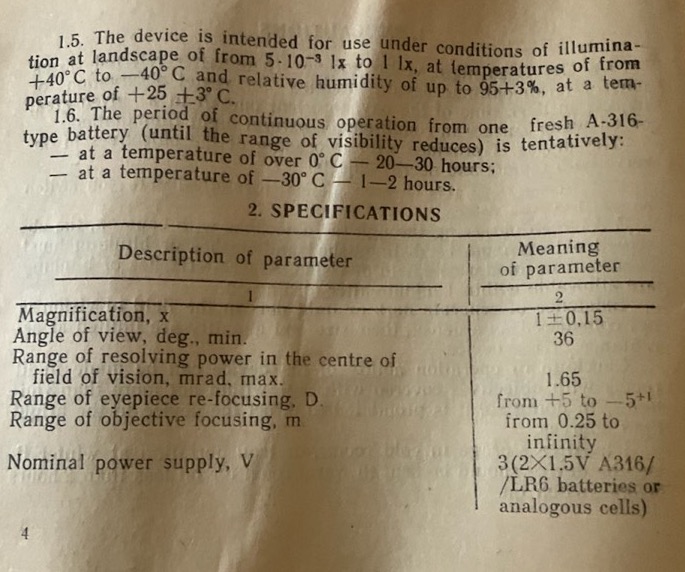 1.5. The device is intended for use under conditions of illumina-
tion at landscape of from 5·10⁻³ lx to 1 lx, at temperatures of from
+40°C to —40°C and relative humidity of up to 95+3%, at a tem-
perature of +25 ±3°C.
1.6. The period of continuous operation from one fresh A-316-
type battery (until the range of visibility reduces) is tentatively:
— at a temperature of over 0°C — 20—30 hours;
— at a temperature of —30°C — 1—2 hours.
2. SPECIFICATIONS
Description of parameter Meaning
of parameter
1 2
Magnification, x 1±0,15
Angle of view, deg., min. 36
Range of resolving power in the centre of
field of vision, mrad, max. 1.65
Range of eyepiece re-focusing, D. from +5 to —5⁺¹
Range of objective focusing, m from 0.25 to
infinity
Nominal power supply, V 3(2×1.5V A316/
/LR6 batteries or
analogous cells)
4